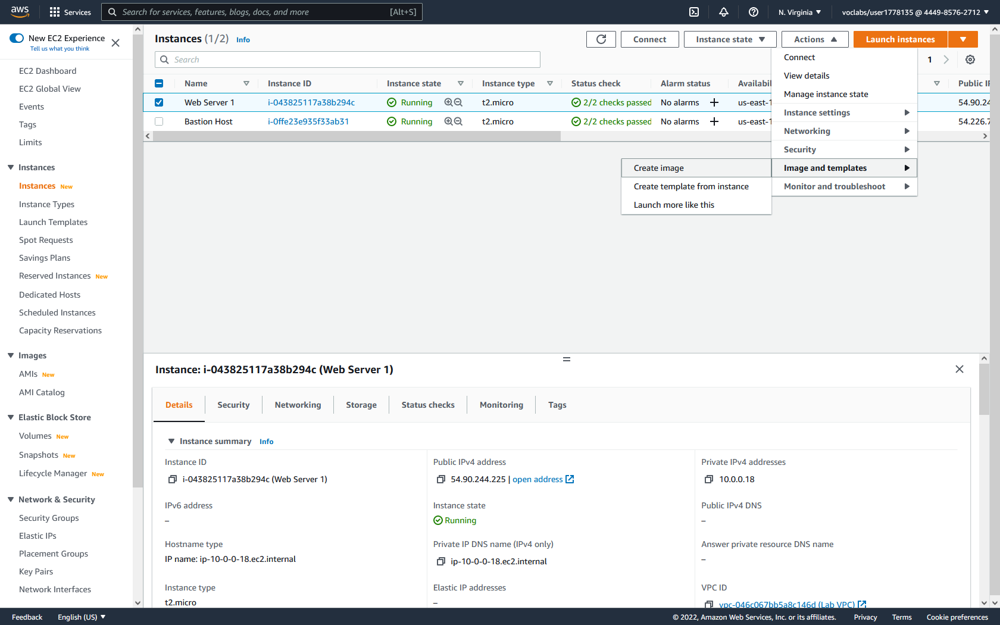 aws
Services
Search for services, features, blogs, docs, and more [Alt+S]
N. Virginia
voclabs/user1778135 @ 4449-8576-2712
New EC2 Experience
Tell us what you think
EC2 Dashboard
EC2 Global View
Events
Tags
Limits
Instances
Instances New
Instance Types
Launch Templates
Spot Requests
Savings Plans
Reserved Instances New
Dedicated Hosts
Scheduled Instances
Capacity Reservations
Images
AMIs New
AMI Catalog
Elastic Block Store
Volumes New
Snapshots New
Lifecycle Manager New
Network & Security
Security Groups
Elastic IPs
Placement Groups
Key Pairs
Network Interfaces
Instances (1/2) Info
Connect
Instance state
Actions
Launch instances
Search
1
Name Instance ID Instance state Instance type Status check Alarm status Availabil Public IP
Web Server 1 i-043825117a38b294c Running t2.micro 2/2 checks passed No alarms us-east-1 54.90.24
Bastion Host i-0ffe23e935f33ab31 Running t2.micro 2/2 checks passed No alarms us-east-1 54.226.7
Connect
View details
Manage instance state
Instance settings
Networking
Security
Image and templates
Monitor and troubleshoot
Create image
Create template from instance
Launch more like this
Instance: i-043825117a38b294c (Web Server 1)
Details Security Networking Storage Status checks Monitoring Tags
Instance summary Info
Instance ID
i-043825117a38b294c (Web Server 1)
Public IPv4 address
54.90.244.225 | open address
Private IPv4 addresses
10.0.0.18
IPv6 address
–
Instance state
Running
Public IPv4 DNS
–
Hostname type
IP name: ip-10-0-0-18.ec2.internal
Private IP DNS name (IPv4 only)
ip-10-0-0-18.ec2.internal
Answer private resource DNS name
–
Instance type
t2.micro
Elastic IP addresses
–
VPC ID
vpc-046c067bb5a8c146d (Lab VPC)
Feedback English (US)
© 2022, Amazon Web Services, Inc. or its affiliates. Privacy Terms Cookie preferences